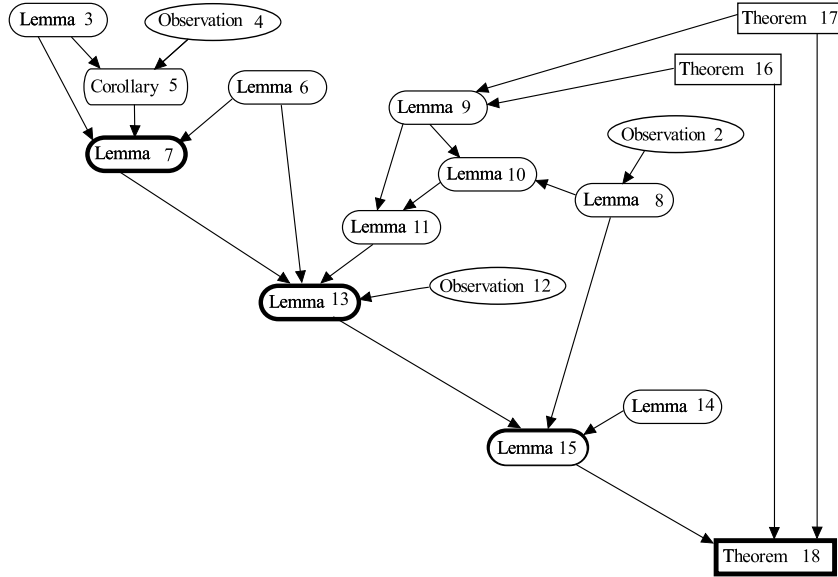 Lemma 3
Observation 4
Theorem 17
Theorem 16
Corollary 5
Lemma 6
Lemma 9
Observation 2
Lemma 7
Lemma 10
Lemma 8
Lemma 11
Observation 12
Lemma 13
Lemma 14
Lemma 15
Theorem 18